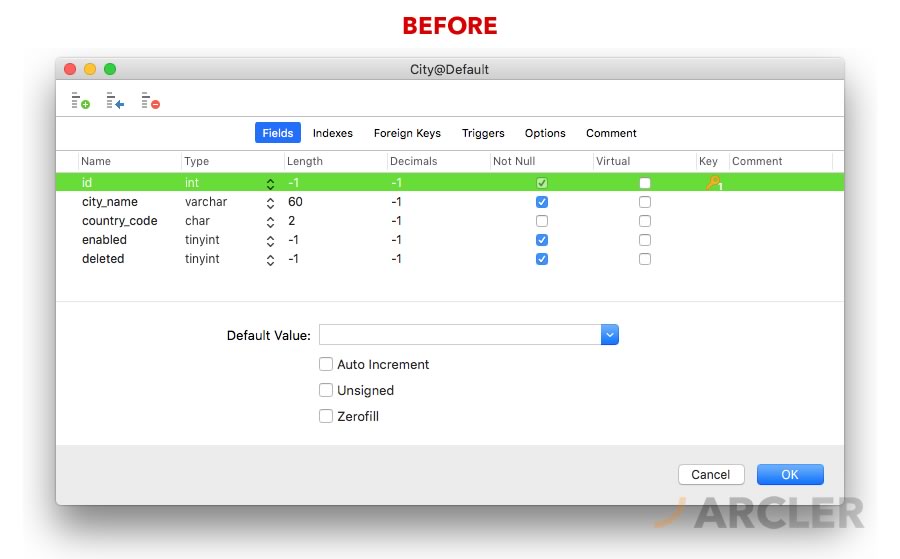 BEFORE
City@Default
Fields Indexes Foreign Keys Triggers Options Comment
Name Type Length Decimals Not Null Virtual Key Comment
id int -1 -1 1
city_name varchar 60 -1
country_code char 2 -1
enabled tinyint -1 -1
deleted tinyint -1 -1
Default Value:
Auto Increment
Unsigned
Zerofill
Cancel OK
ARCLER